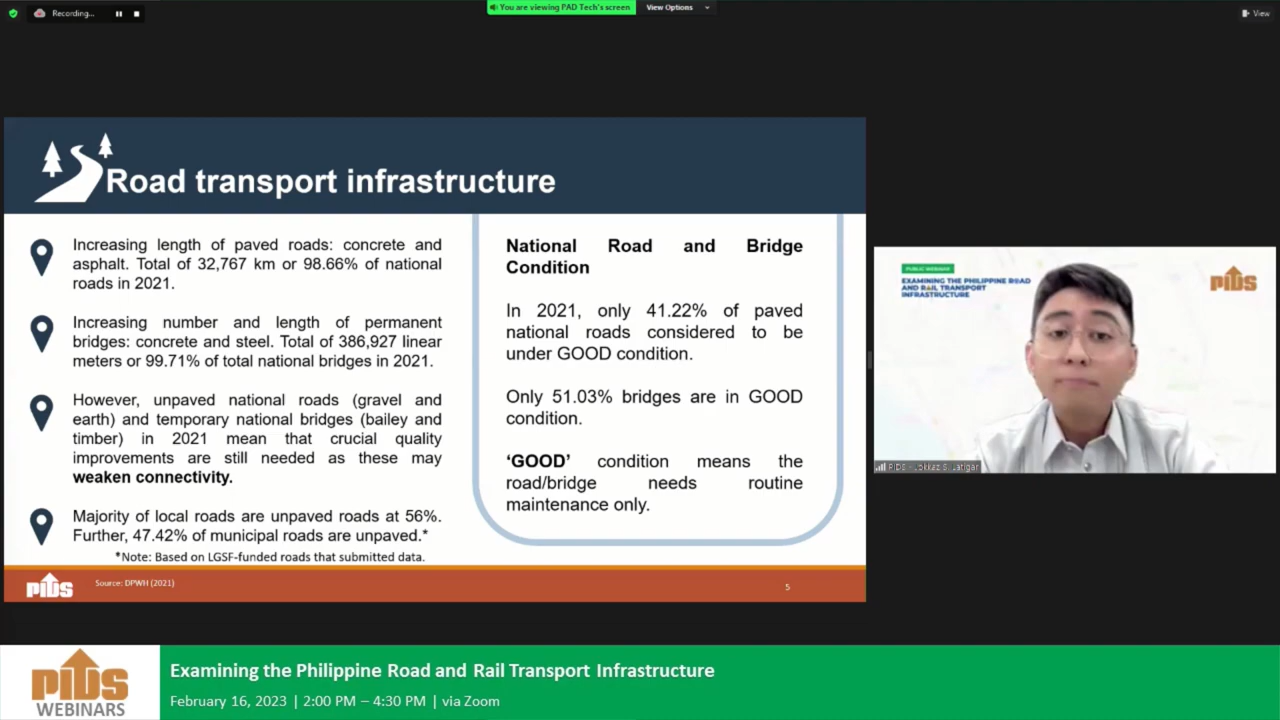 Recording...
You are viewing PAD Tech's screen
View Options
View
Road transport infrastructure
Increasing length of paved roads: concrete and
asphalt. Total of 32,767 km or 98.66% of national
roads in 2021.
Increasing number and length of permanent
bridges: concrete and steel. Total of 386,927 linear
meters or 99.71% of total national bridges in 2021.
However, unpaved national roads (gravel and
earth) and temporary national bridges (bailey and
timber) in 2021 mean that crucial quality
improvements are still needed as these may
weaken connectivity.
Majority of local roads are unpaved roads at 56%.
Further, 47.42% of municipal roads are unpaved.*
*Note: Based on LGSF-funded roads that submitted data.
National Road and Bridge
Condition
In 2021, only 41.22% of paved
national roads considered to be
under GOOD condition.
Only 51.03% bridges are in GOOD
condition.
‘GOOD’ condition means the
road/bridge needs routine
maintenance only.
PIDS
Source: DPWH (2021)
5
PUBLIC WEBINAR
EXAMINING THE PHILIPPINE ROAD
AND RAIL TRANSPORT
INFRASTRUCTURE
PIDS
PIDS - Jokkaz S. Latigar
PIDS
WEBINARS
Examining the Philippine Road and Rail Transport Infrastructure
February 16, 2023 | 2:00 PM – 4:30 PM | via Zoom